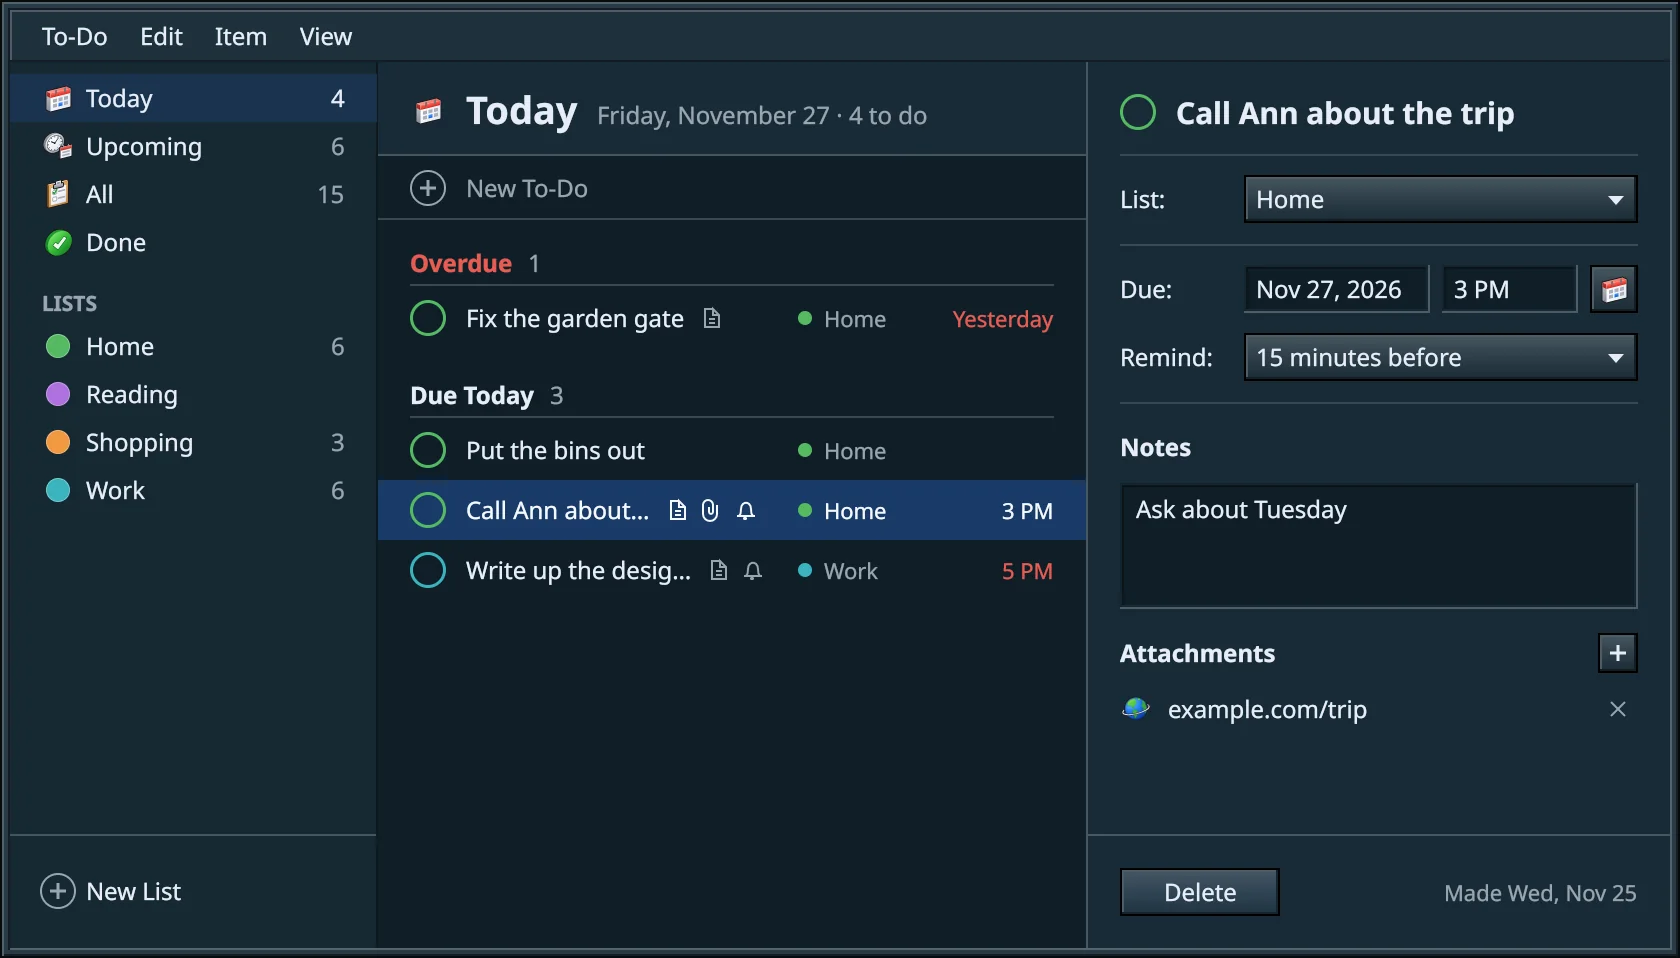 To-Do Edit Item View
Today 4
Upcoming 6
All 15
Done
LISTS
Home 6
Reading
Shopping 3
Work 6
New List
Today Friday, November 27 · 4 to do
New To-Do
Overdue 1
Fix the garden gate Home Yesterday
Due Today 3
Put the bins out Home
Call Ann about... Home 3 PM
Write up the desig... Work 5 PM
Call Ann about the trip
List: Home
Due: Nov 27, 2026 3 PM
Remind: 15 minutes before
Notes
Ask about Tuesday
Attachments
example.com/trip
Delete Made Wed, Nov 25